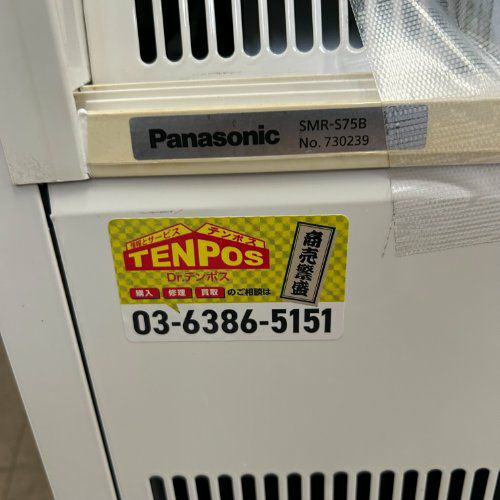 Panasonic
SMR-S75B
No. 730239
情報とサービス
テンポス
TENPOS
Dr.テンポス
購入 修理 買取 のご相談は
商売繁盛
03-6386-5151